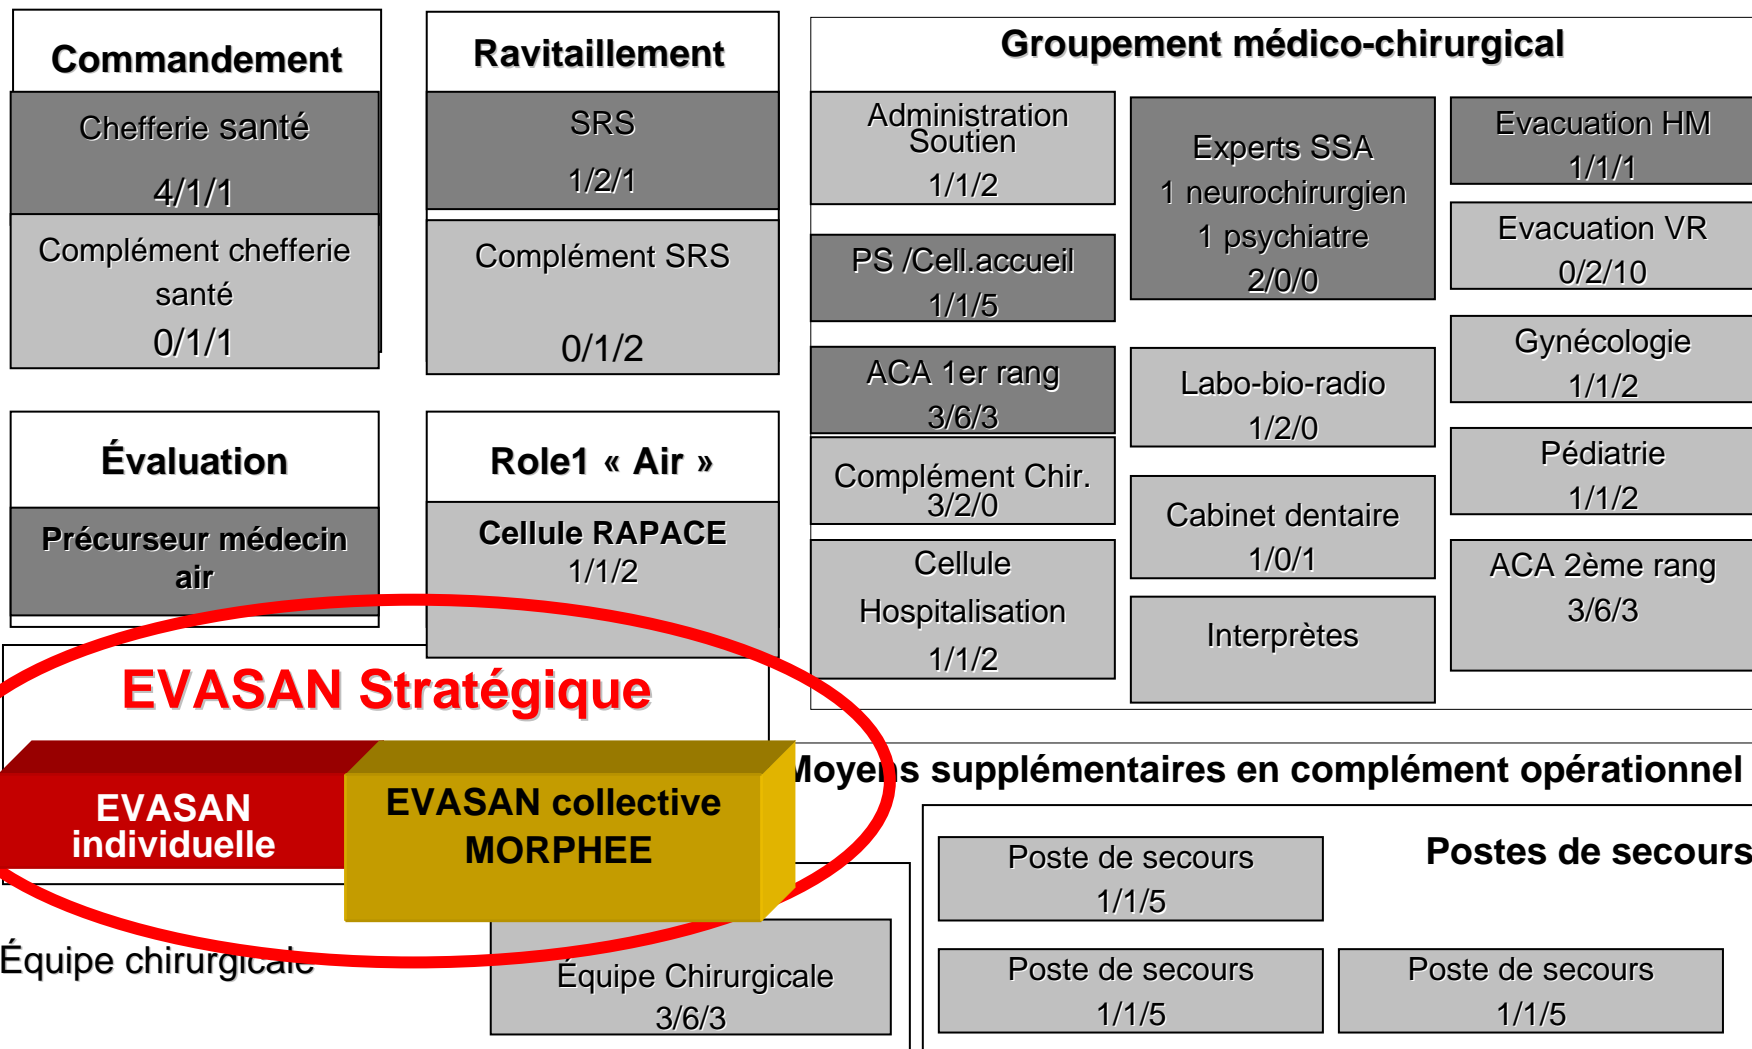 Commandement
Chefferie santé
4/1/1
Complément chefferie
santé
0/1/1
Ravitaillement
SRS
1/2/1
Complément SRS
0/1/2
Groupement médico-chirurgical
Administration
Soutien
1/1/2
PS /Cell.accueil
1/1/5
ACA 1er rang
3/6/3
Complément Chir.
3/2/0
Cellule
Hospitalisation
1/1/2
Experts SSA
1 neurochirurgien
1 psychiatre
2/0/0
Labo-bio-radio
1/2/0
Cabinet dentaire
1/0/1
Interprètes
Evacuation HM
1/1/1
Evacuation VR
0/2/10
Gynécologie
1/1/2
Pédiatrie
1/1/2
ACA 2ème rang
3/6/3
Évaluation
Précurseur médecin
air
Role1 « Air »
Cellule RAPACE
1/1/2
EVASAN Stratégique
EVASAN
individuelle
EVASAN collective
MORPHEE
Équipe chirurgicale
Équipe Chirurgicale
3/6/3
Moyens supplémentaires en complément opérationnel
Postes de secours
Poste de secours
1/1/5
Poste de secours
1/1/5
Poste de secours
1/1/5